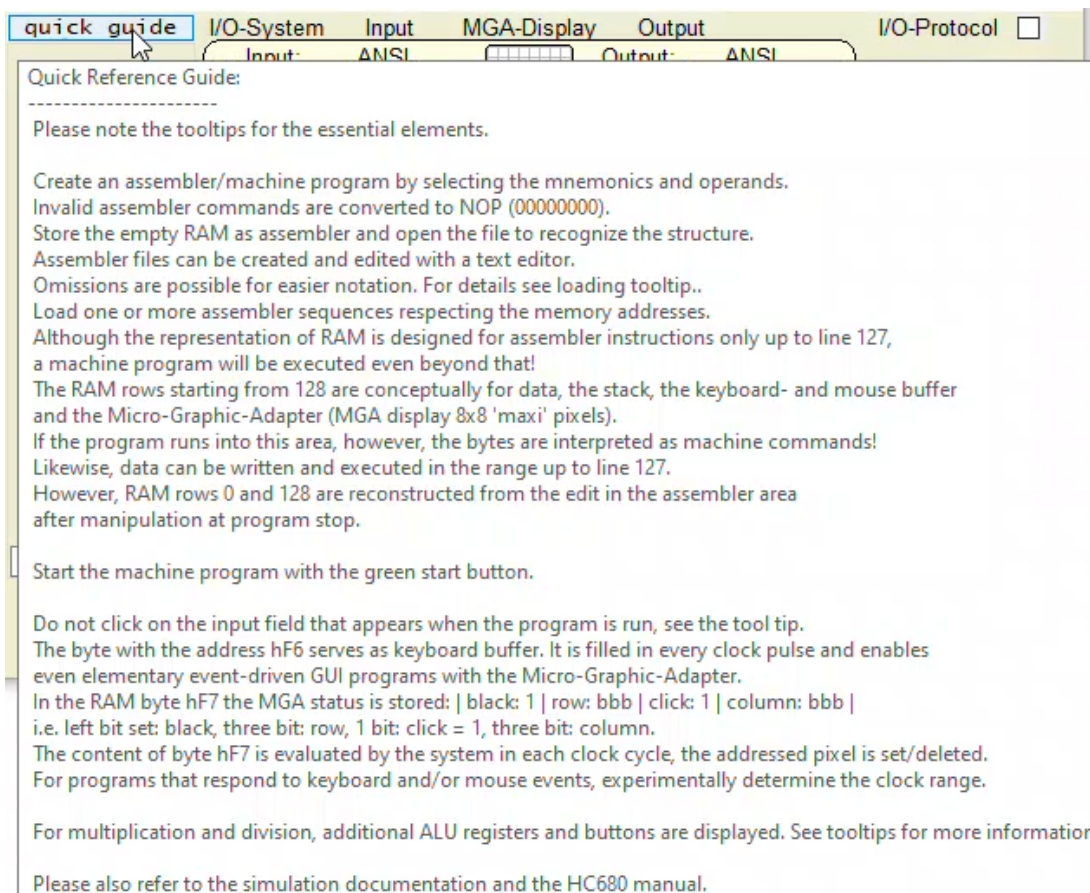 quick guide I/O-System Input MGA-Display Output I/O-Protocol
Input: ANSI Output: ANSI
Quick Reference Guide:
----------------------
Please note the tooltips for the essential elements.
Create an assembler/machine program by selecting the mnemonics and operands.
Invalid assembler commands are converted to NOP (00000000).
Store the empty RAM as assembler and open the file to recognize the structure.
Assembler files can be created and edited with a text editor.
Omissions are possible for easier notation. For details see loading tooltip..
Load one or more assembler sequences respecting the memory addresses.
Although the representation of RAM is designed for assembler instructions only up to line 127,
a machine program will be executed even beyond that!
The RAM rows starting from 128 are conceptually for data, the stack, the keyboard- and mouse buffer
and the Micro-Graphic-Adapter (MGA display 8x8 'maxi' pixels).
If the program runs into this area, however, the bytes are interpreted as machine commands!
Likewise, data can be written and executed in the range up to line 127.
However, RAM rows 0 and 128 are reconstructed from the edit in the assembler area
after manipulation at program stop.
Start the machine program with the green start button.
Do not click on the input field that appears when the program is run, see the tool tip.
The byte with the address hF6 serves as keyboard buffer. It is filled in every clock pulse and enables
even elementary event-driven GUI programs with the Micro-Graphic-Adapter.
In the RAM byte hF7 the MGA status is stored: | black: 1 | row: bbb | click: 1 | column: bbb |
i.e. left bit set: black, three bit: row, 1 bit: click = 1, three bit: column.
The content of byte hF7 is evaluated by the system in each clock cycle, the addressed pixel is set/deleted.
For programs that respond to keyboard and/or mouse events, experimentally determine the clock range.
For multiplication and division, additional ALU registers and buttons are displayed. See tooltips for more information
Please also refer to the simulation documentation and the HC680 manual.